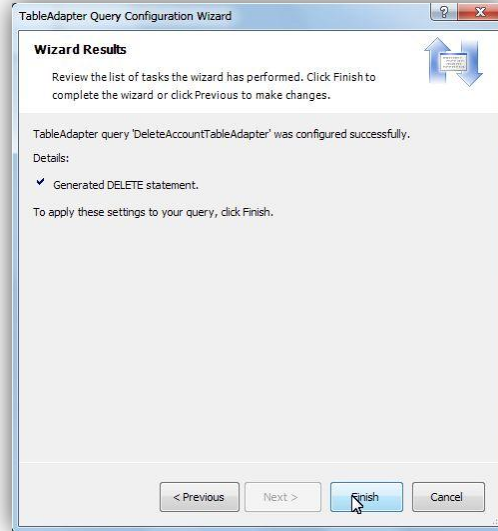 TableAdapter Query Configuration Wizard
?
X
Wizard Results
Review the list of tasks the wizard has performed. Click Finish to
complete the wizard or click Previous to make changes.
TableAdapter query 'DeleteAccountTableAdapter' was configured successfully.
Details:
Generated DELETE statement.
To apply these settings to your query, click Finish.
< Previous
Next >
Finish
Cancel